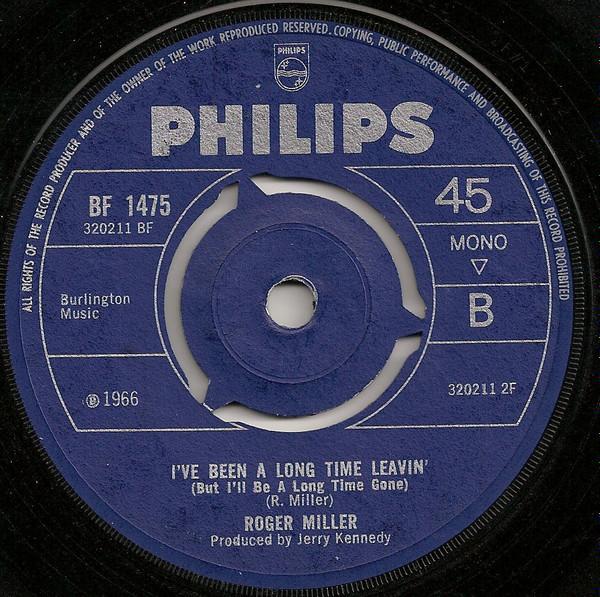 ALL RIGHTS OF THE RECORD PRODUCER AND OF THE OWNER OF THE WORK REPRODUCED RESERVED. COPYING, PUBLIC PERFORMANCE AND BROADCASTING OF THIS RECORD PROHIBITED
PHILIPS
PHILIPS
BF 1475
320211 BF
45
MONO
B
Burlington
Music
℗ 1966
320211 2F
I'VE BEEN A LONG TIME LEAVIN'
(But I'll Be A Long Time Gone)
(R. Miller)
ROGER MILLER
Produced by Jerry Kennedy